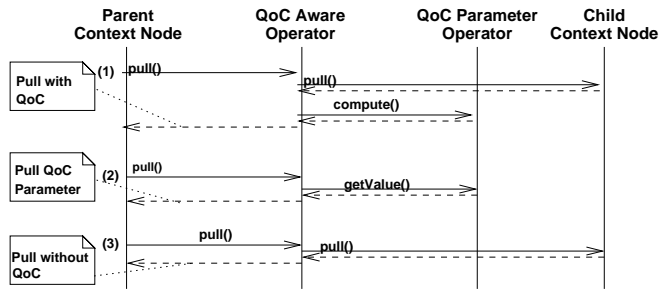 Parent
Context Node
QoC Aware
Operator
QoC Parameter
Operator
Child
Context Node
Pull with
QoC
(1)
pull()
pull()
compute()
Pull QoC
Parameter
(2)
pull()
getValue()
Pull without
QoC
(3)
pull()
pull()